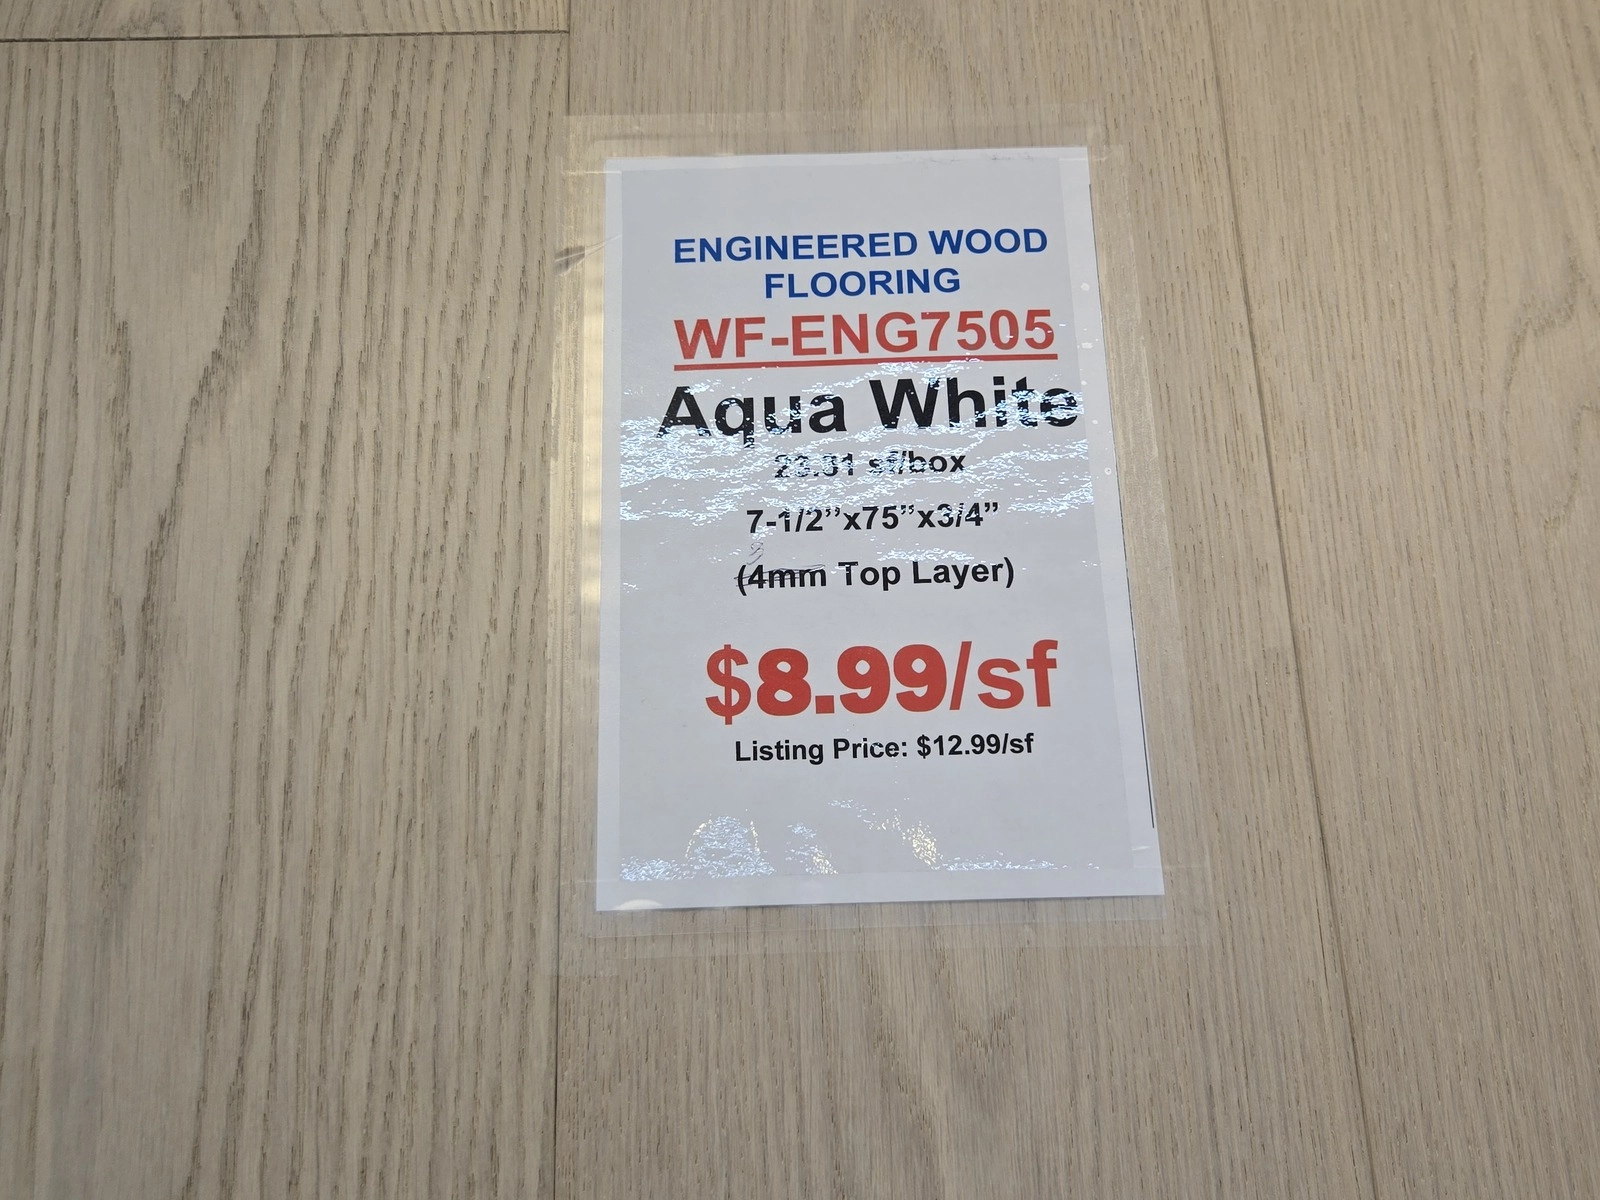 ENGINEERED WOOD
FLOORING
WF-ENG7505
Aqua White
23.31 sf/box
7-1/2”x75”x3/4”
3
(4mm Top Layer)
$8.99/sf
Listing Price: $12.99/sf